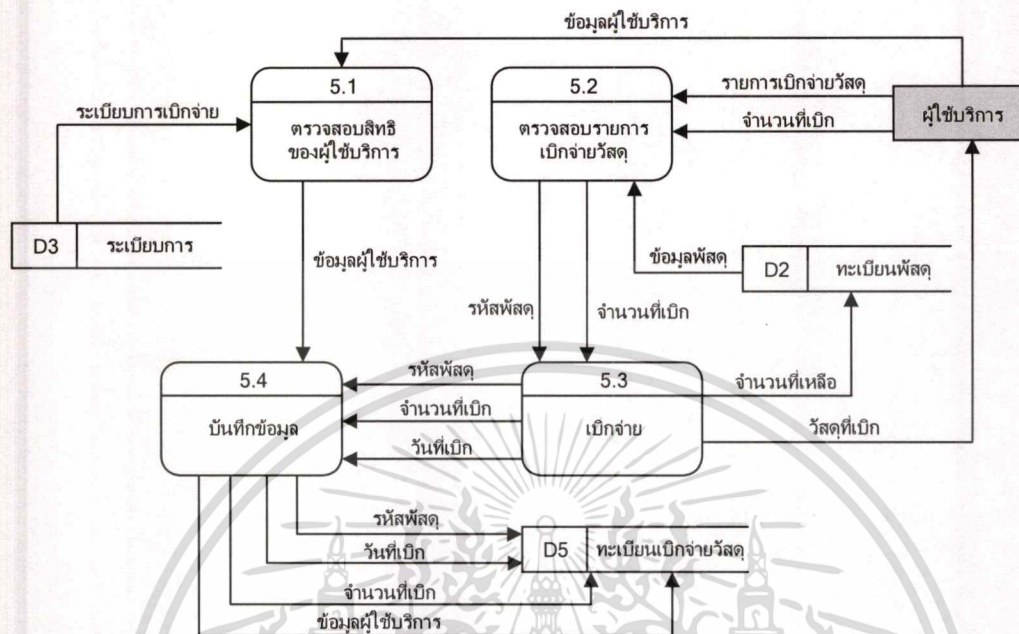 ข้อมูลผู้ใช้บริการ
5.1
ตรวจสอบสิทธิ
ของผู้ใช้บริการ
5.2
ตรวจสอบรายการ
เบิกจ่ายวัสดุ
รายการเบิกจ่ายวัสดุ
จำนวนที่เบิก
ผู้ใช้บริการ
ระเบียบการเบิกจ่าย
D3
ระเบียบการ
ข้อมูลผู้ใช้บริการ
ข้อมูลพัสดุ
D2
ทะเบียนพัสดุ
รหัสพัสดุ
จำนวนที่เบิก
5.4
บันทึกข้อมูล
รหัสพัสดุ
จำนวนที่เบิก
วันที่เบิก
5.3
เบิกจ่าย
จำนวนที่เหลือ
วัสดุที่เบิก
รหัสพัสดุ
วันที่เบิก
จำนวนที่เบิก
ข้อมูลผู้ใช้บริการ
D5
ทะเบียนเบิกจ่ายวัสดุ